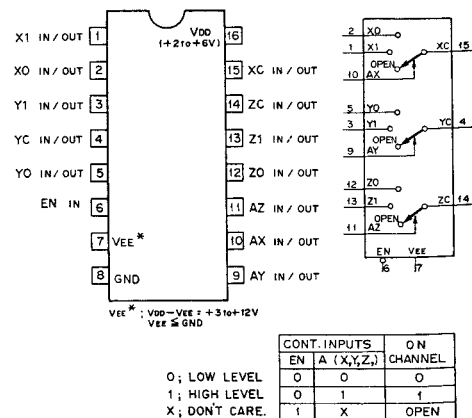 X1 IN/OUT 1
X0 IN/OUT 2
Y1 IN/OUT 3
YC IN/OUT 4
Y0 IN/OUT 5
EN IN 6
7 VEE*
8 GND
VDD 16
(+2to+6V)
15 XC IN/OUT
14 ZC IN/OUT
13 Z1 IN/OUT
12 Z0 IN/OUT
11 AZ IN/OUT
10 AX IN/OUT
9 AY IN/OUT
VEE*; VDD-VEE=+3to+12V
VEE≦GND
2 X0
1 X1 XC 15
OPEN
10 AX
5 Y0
3 Y1 YC 4
OPEN
9 AY
12 Z0
13 Z1 ZC 14
OPEN
11 AZ
EN VEE
6 7
CONT. INPUTS ON CHANNEL
EN A (X,Y,Z,)
O; LOW LEVEL 0 0 0
1; HIGH LEVEL 0 1 1
X; DON'T CARE. 1 X OPEN